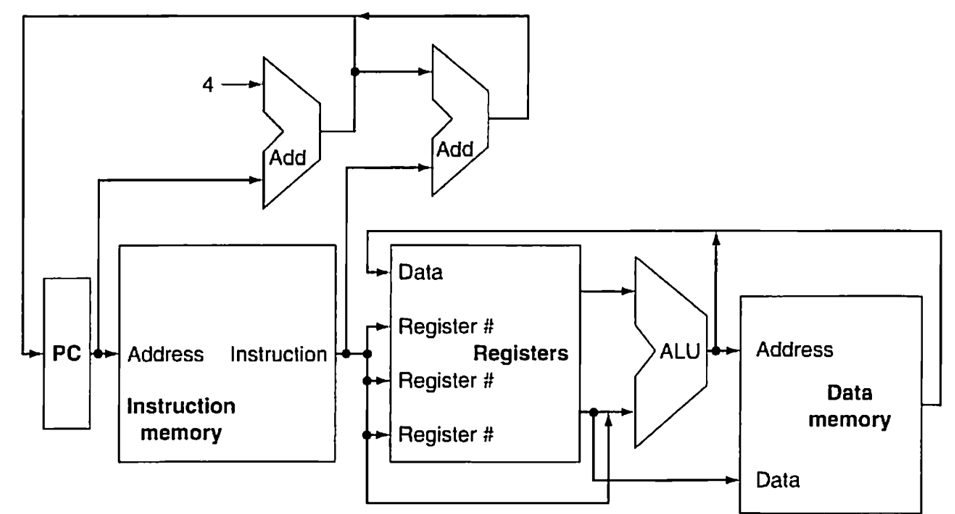 4
Add
Add
Data
Register #
Registers
Register #
Register #
PC
Address
Instruction
Instruction
memory
ALU
Address
Data
memory
Data